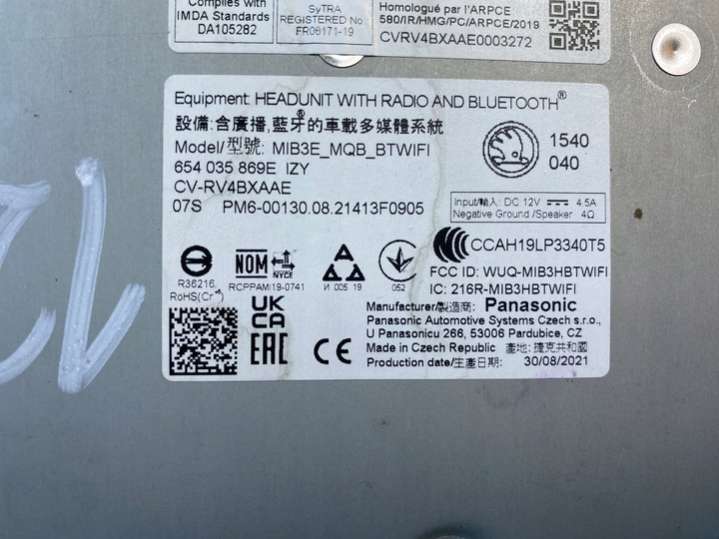 Complies with
IMDA Standards
DA105282
SyTRA
REGISTERED No
FR06171-19
Homologué par l'ARPCE
580/IR/HMG/PC/ARPCE/2019
CVRV4BXAAE0003272
Equipment: HEADUNIT WITH RADIO AND BLUETOOTH®
設備:含廣播,藍牙®的車載多媒體系統
Model/型號: MIB3E_MQB_BTWIFI
654 035 869E IZY
CV-RV4BXAAE
07S PM6-00130.08.21413F0905
1540
040
Input/輸入: DC 12V 4.5A
Negative Ground /Speaker 4Ω
R36216
RoHS(Cr⁺⁶)
NOM NYCE
RCPPAMI19-0741
И 005 19
052
CCAH19LP3340T5
FCC ID: WUQ-MIB3HBTWIFI
IC: 216R-MIB3HBTWIFI
UK
CA
EAC
CE
Manufacturer/製造商: Panasonic
Panasonic Automotive Systems Czech s.r.o.,
U Panasonicu 266, 53006 Pardubice, CZ
Made in Czech Republic 產地: 捷克共和國
Production date/生產日期: 30/08/2021